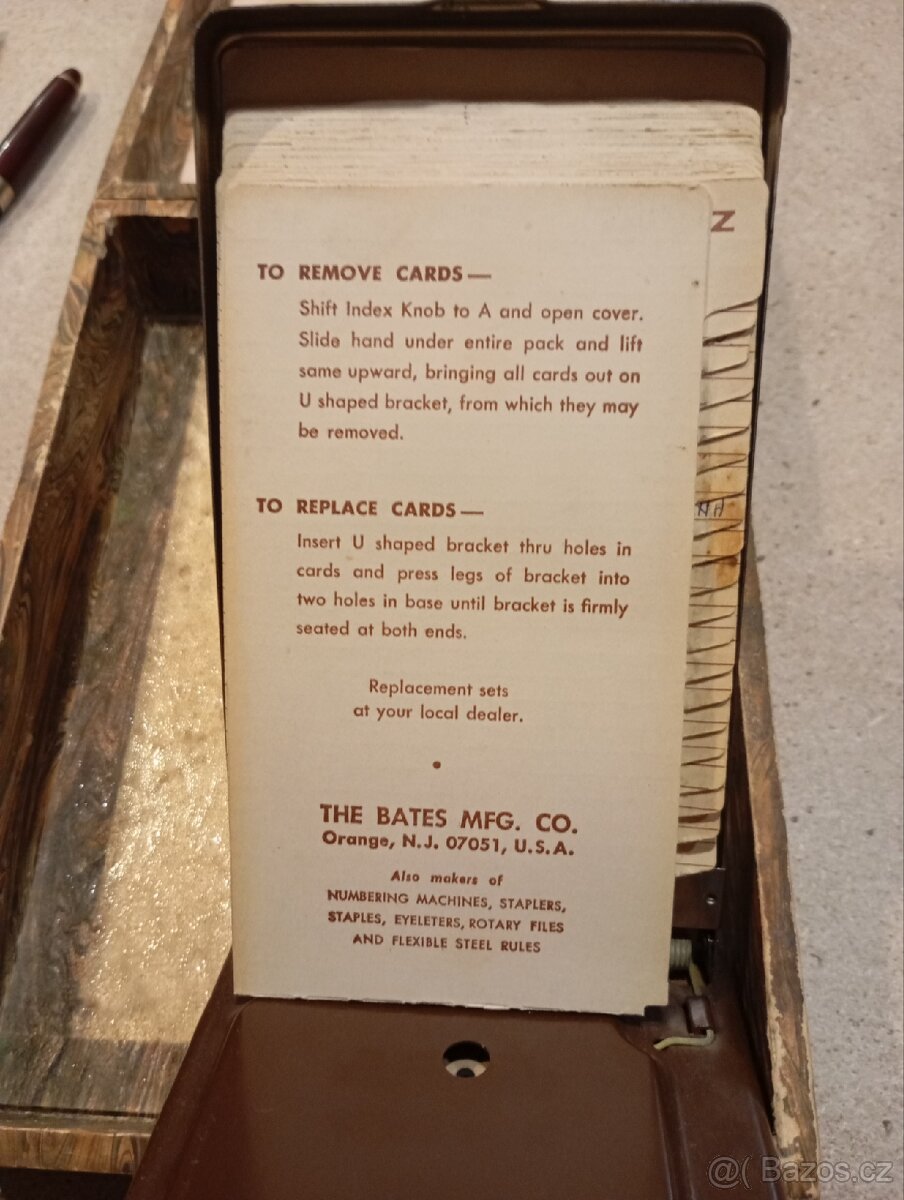 Z
TO REMOVE CARDS—
Shift Index Knob to A and open cover.
Slide hand under entire pack and lift
same upward, bringing all cards out on
U shaped bracket, from which they may
be removed.
TO REPLACE CARDS—
Insert U shaped bracket thru holes in
cards and press legs of bracket into
two holes in base until bracket is firmly
seated at both ends.
Replacement sets
at your local dealer.
•
THE BATES MFG. CO.
Orange, N.J. 07051, U.S.A.
Also makers of
NUMBERING MACHINES, STAPLERS,
STAPLES, EYELETERS, ROTARY FILES
AND FLEXIBLE STEEL RULES
@( Bazos.cz